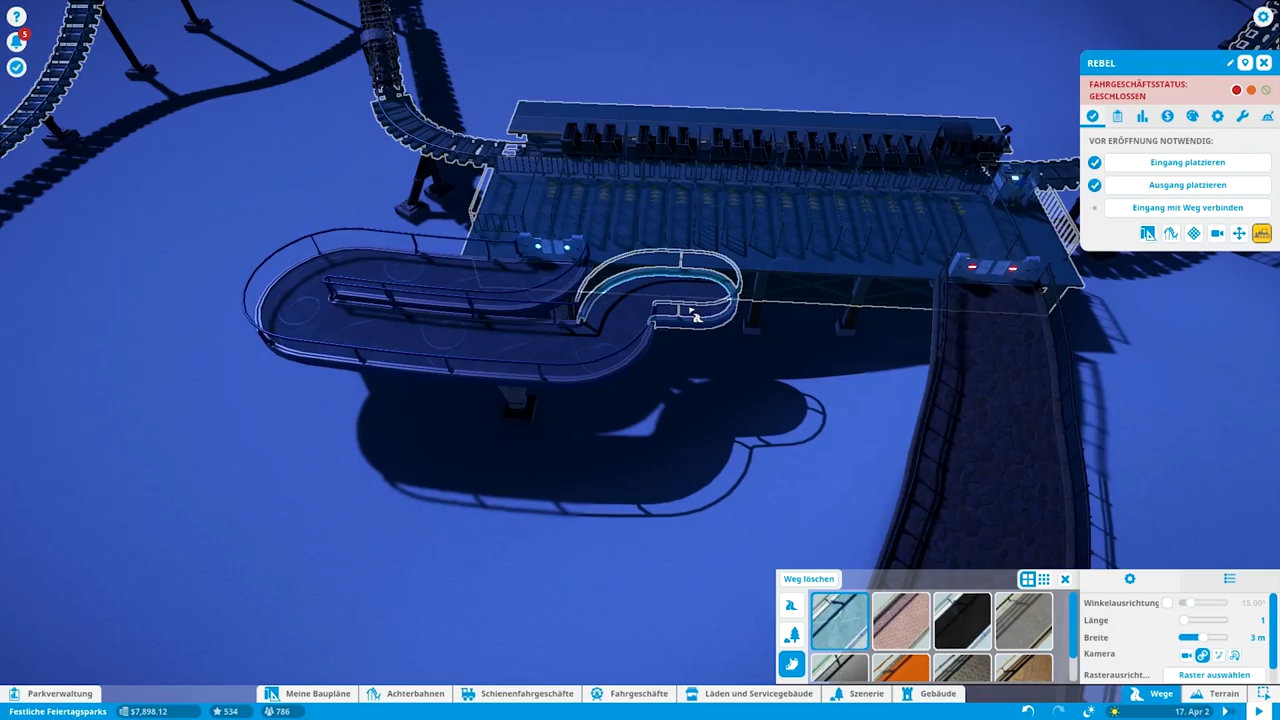 ?
5
REBEL
FAHRGESCHÄFTSSTATUS:
GESCHLOSSEN
$
VOR ERÖFFNUNG NOTWENDIG:
Eingang platzieren
Ausgang platzieren
Eingang mit Weg verbinden
Weg löschen
Winkelausrichtung
15.00°
Länge
1
Breite
3 m
Kamera
Rasterausricht...
Raster auswählen
Parkverwaltung
Meine Baupläne
Achterbahnen
Schienenfahrgeschäfte
Fahrgeschäfte
Läden und Servicegebäude
Szenerie
Gebäude
Wege
Terrain
Festliche Feiertagsparks
$7,898.12
534
786
17. Apr 2